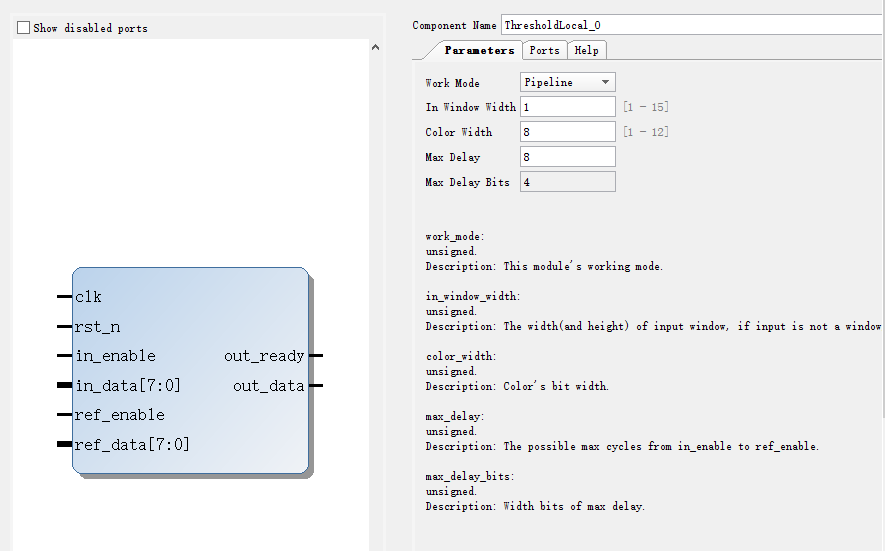 Show disabled ports
clk
rst_n
in_enable
out_ready
in_data[7:0]
out_data
ref_enable
ref_data[7:0]
Component Name ThresholdLocal_0
Parameters Ports Help
Work Mode Pipeline
In Window Width 1 [1 - 15]
Color Width 8 [1 - 12]
Max Delay 8
Max Delay Bits 4
work_mode:
unsigned.
Description: This module's working mode.
in_window_width:
unsigned.
Description: The width(and height) of input window, if input is not a window
color_width:
unsigned.
Description: Color's bit width.
max_delay:
unsigned.
Description: The possible max cycles from in_enable to ref_enable.
max_delay_bits:
unsigned.
Description: Width bits of max delay.